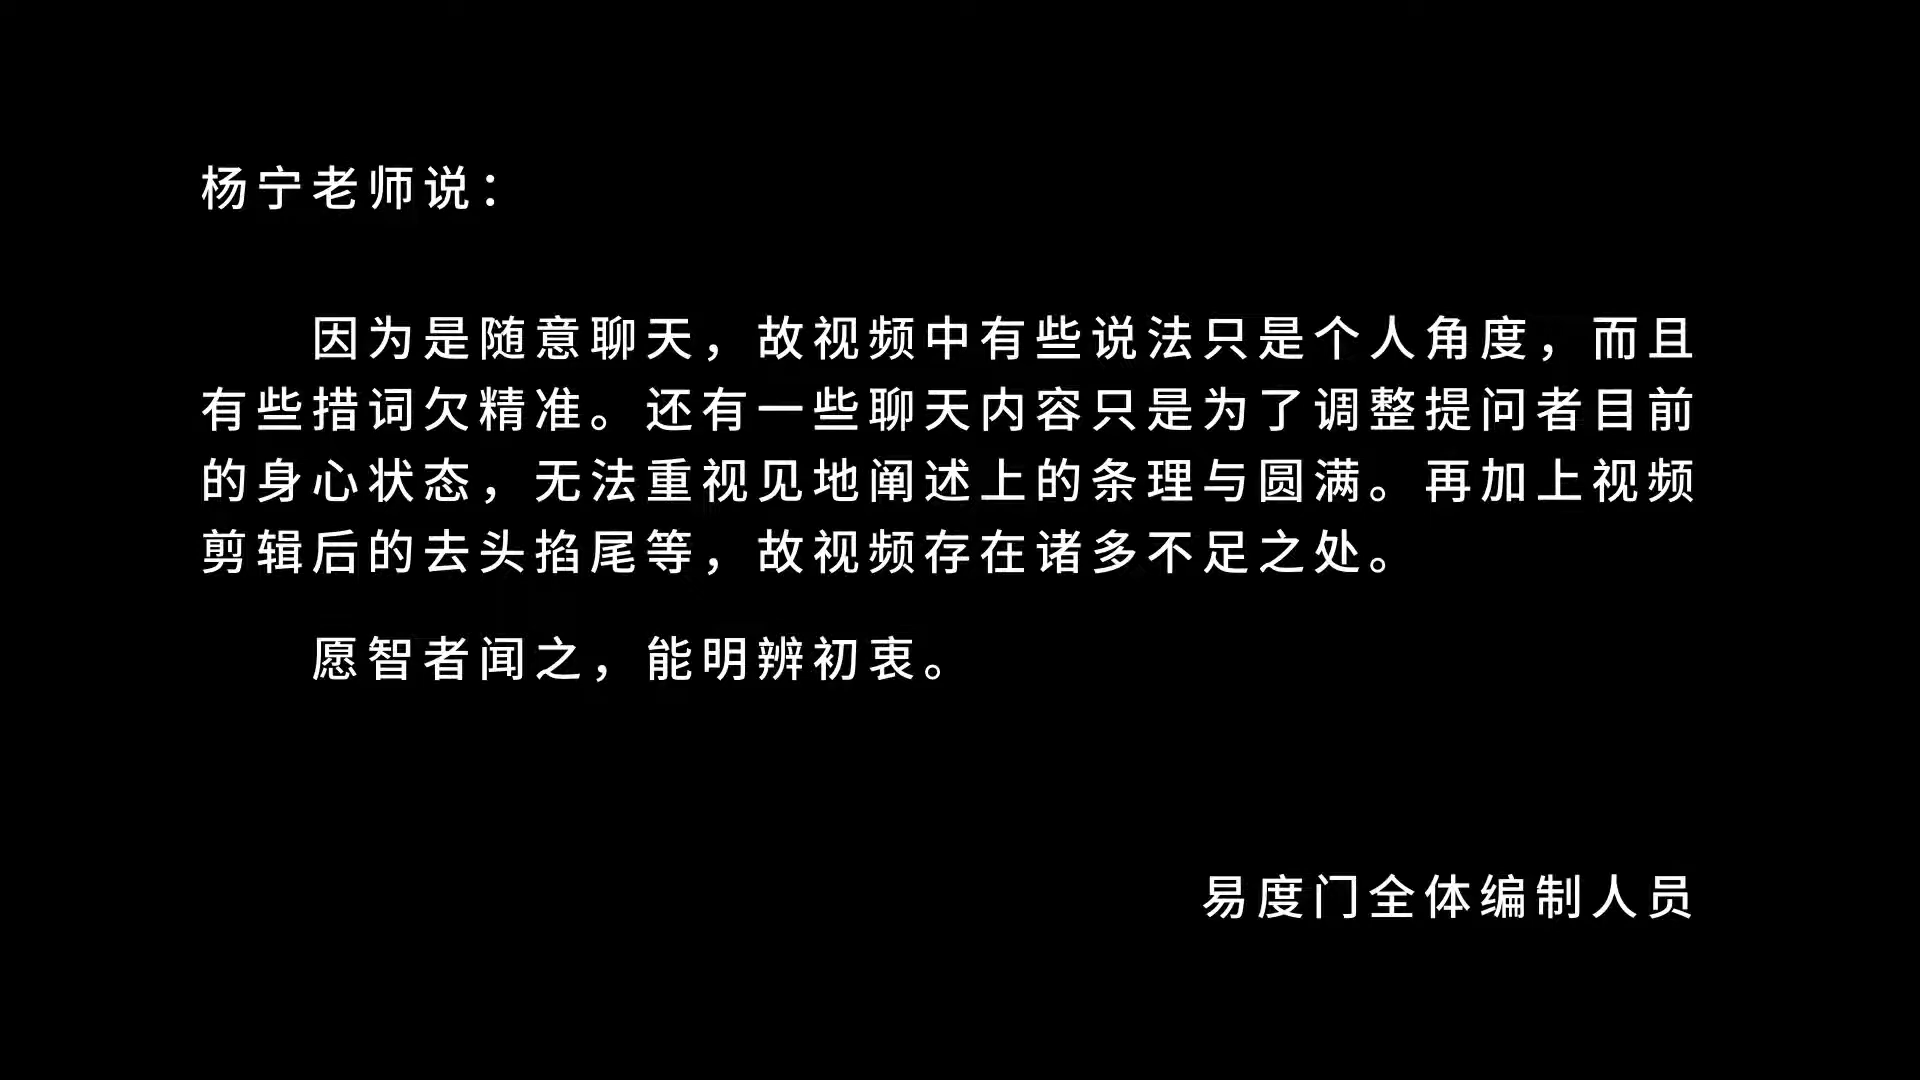 杨宁老师说：
因为是随意聊天，故视频中有些说法只是个人角度，而且
有些措词欠精准。还有一些聊天内容只是为了调整提问者目前
的身心状态，无法重视见地阐述上的条理与圆满。再加上视频
剪辑后的去头掐尾等，故视频存在诸多不足之处。
愿智者闻之，能明辨初衷。
易度门全体编制人员